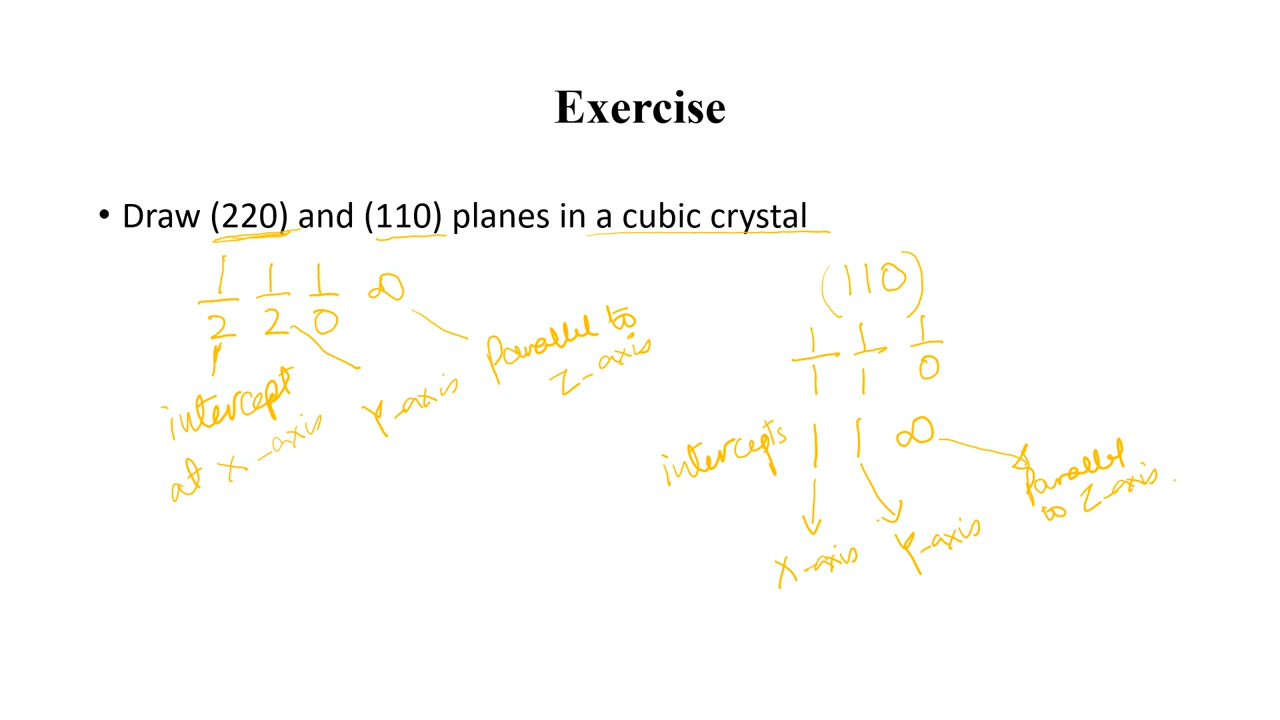 Exercise
• Draw (220) and (110) planes in a cubic crystal
1/2 1/2 1/0 ∞
intercept
at X-axis
Y-axis
Parallel to
Z-axis
(110)
1/1 1/1 1/0
intercepts 1 1 ∞
X-axis
Y-axis
Parallel
to Z-axis.